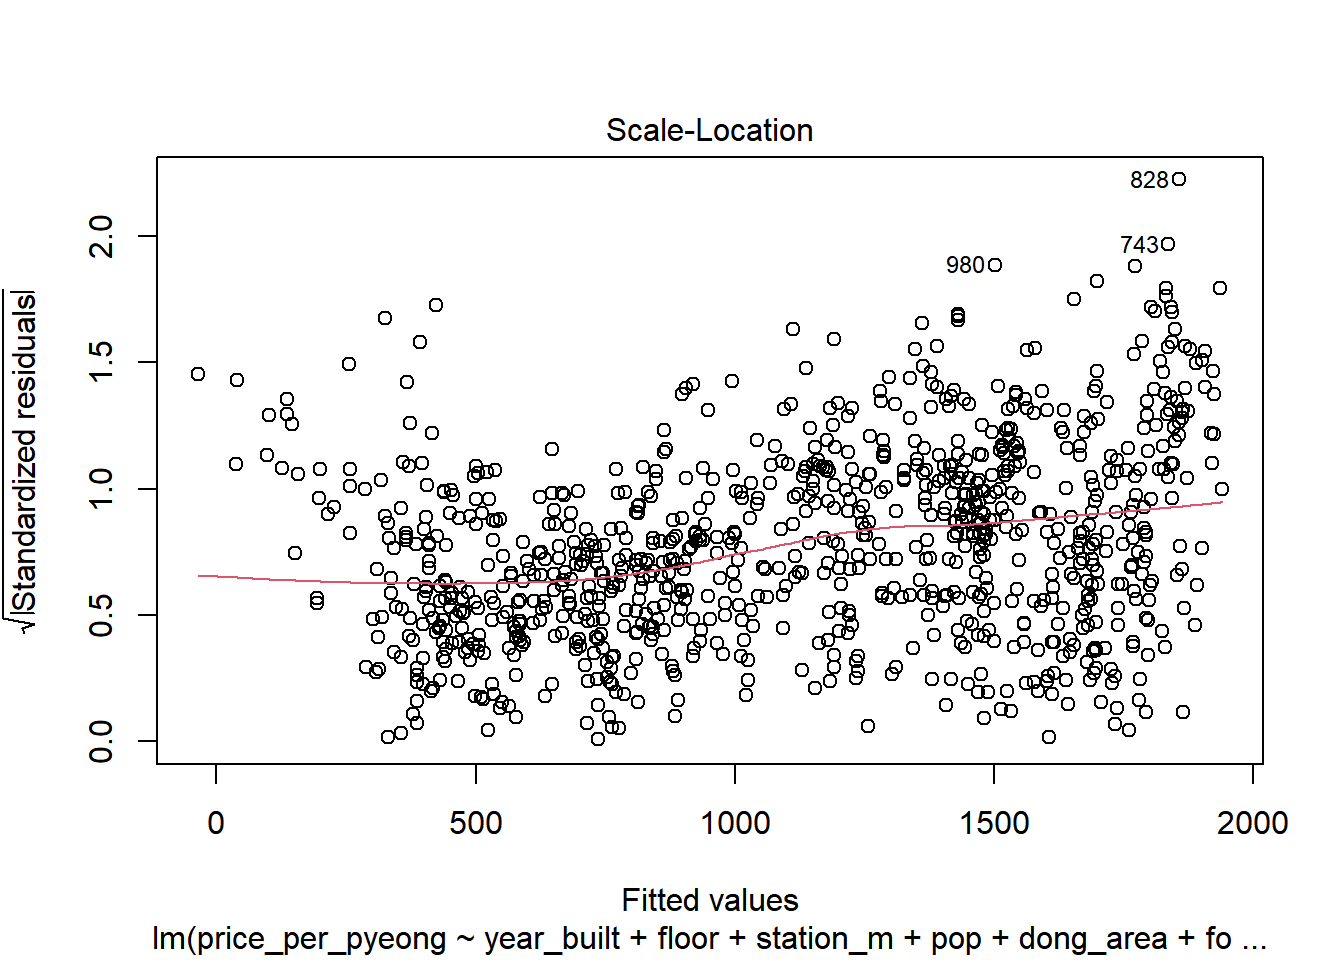 Scale-Location
√|Standardized residuals|
2.0
1.5
1.0
0.5
0.0
828
743
980
0 500 1000 1500 2000
Fitted values
lm(price_per_pyeong ~ year_built + floor + station_m + pop + dong_area + fo ...